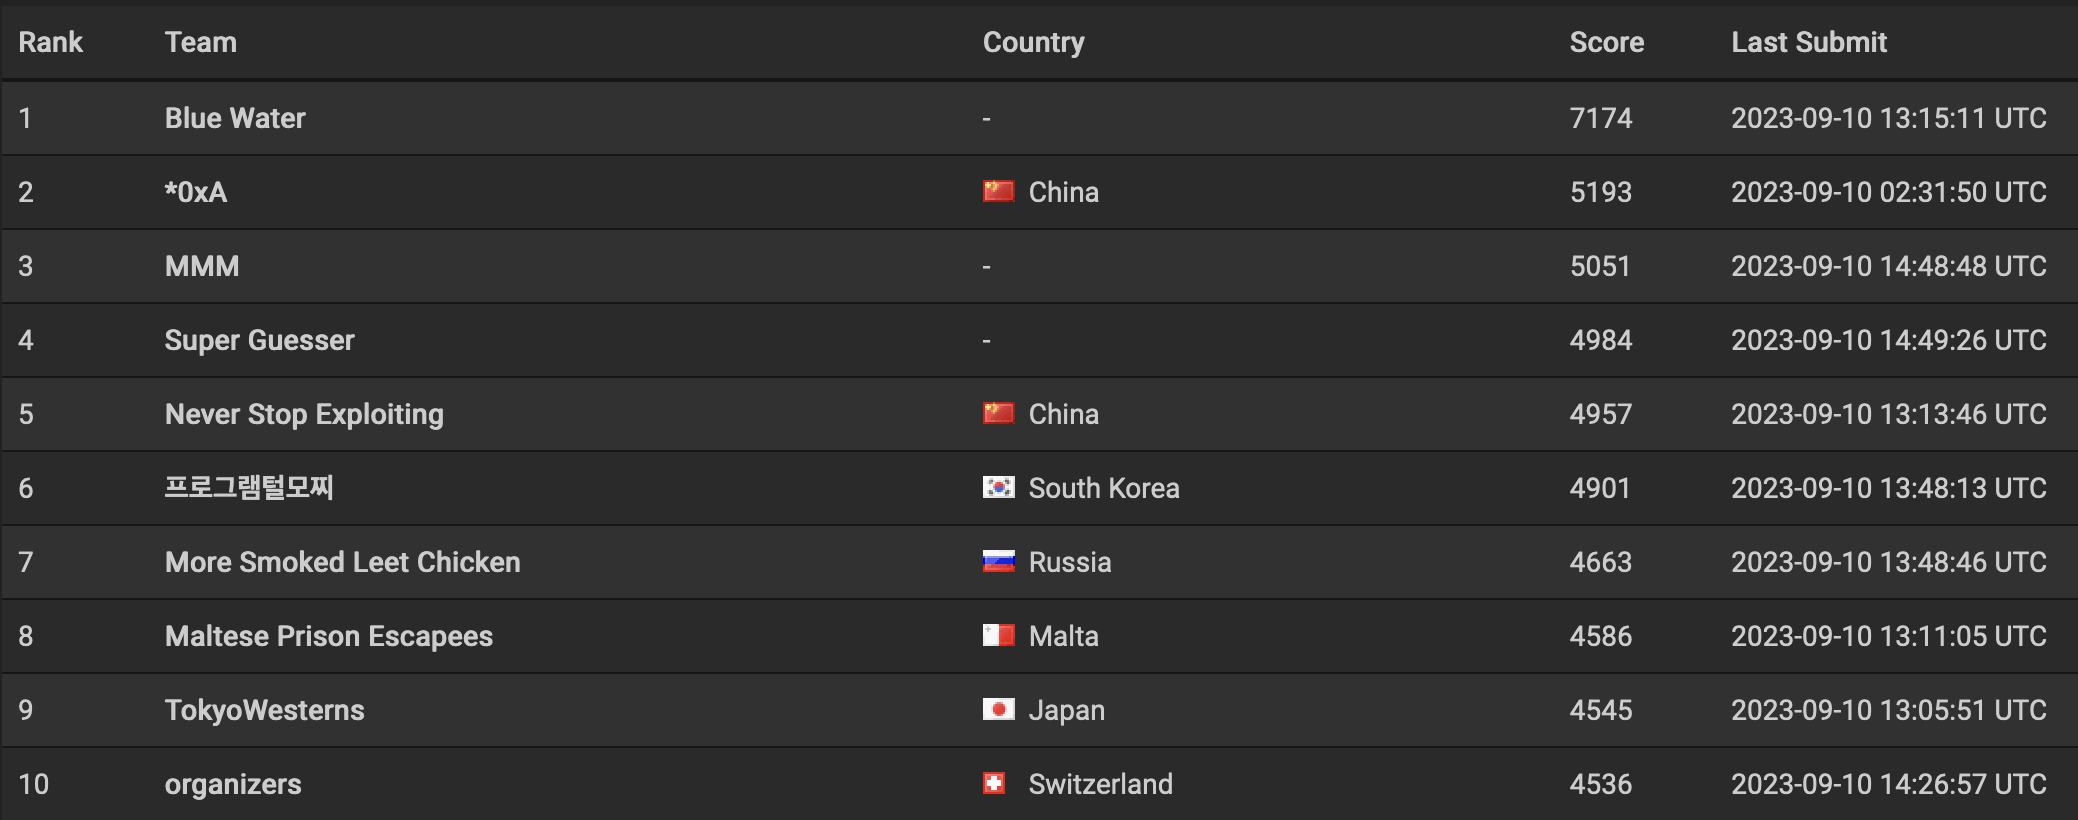 Rank Team Country Score Last Submit
1 Blue Water - 7174 2023-09-10 13:15:11 UTC
2 *0xA China 5193 2023-09-10 02:31:50 UTC
3 MMM - 5051 2023-09-10 14:48:48 UTC
4 Super Guesser - 4984 2023-09-10 14:49:26 UTC
5 Never Stop Exploiting China 4957 2023-09-10 13:13:46 UTC
6 프로그램털모찌 South Korea 4901 2023-09-10 13:48:13 UTC
7 More Smoked Leet Chicken Russia 4663 2023-09-10 13:48:46 UTC
8 Maltese Prison Escapees Malta 4586 2023-09-10 13:11:05 UTC
9 TokyoWesterns Japan 4545 2023-09-10 13:05:51 UTC
10 organizers Switzerland 4536 2023-09-10 14:26:57 UTC